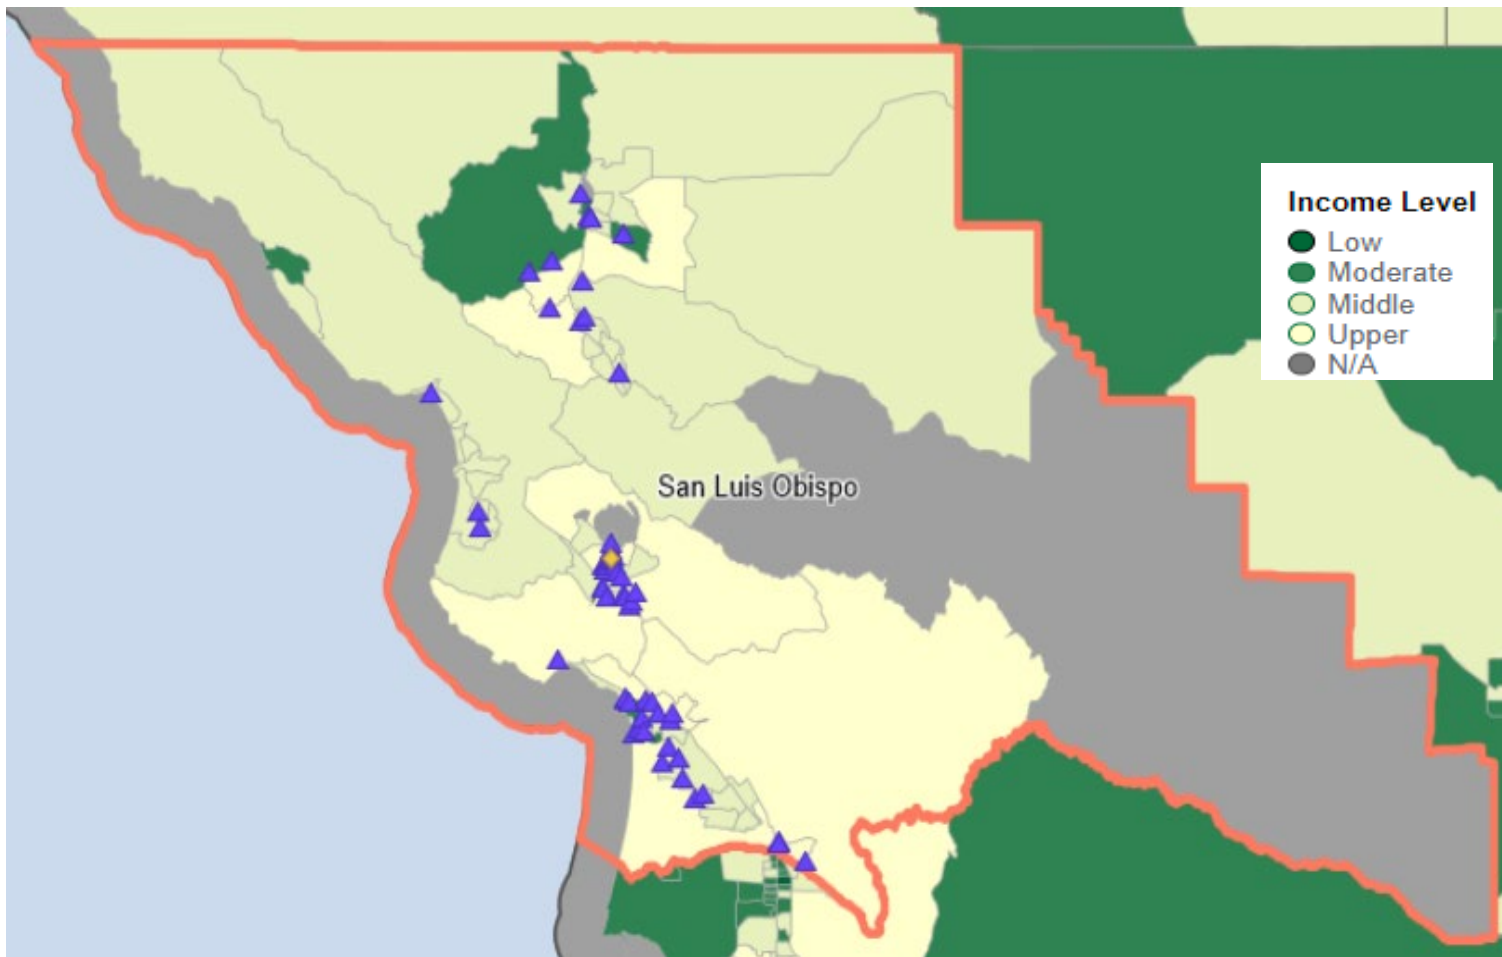 Income Level
Low
Moderate
Middle
Upper
N/A
San Luis Obispo